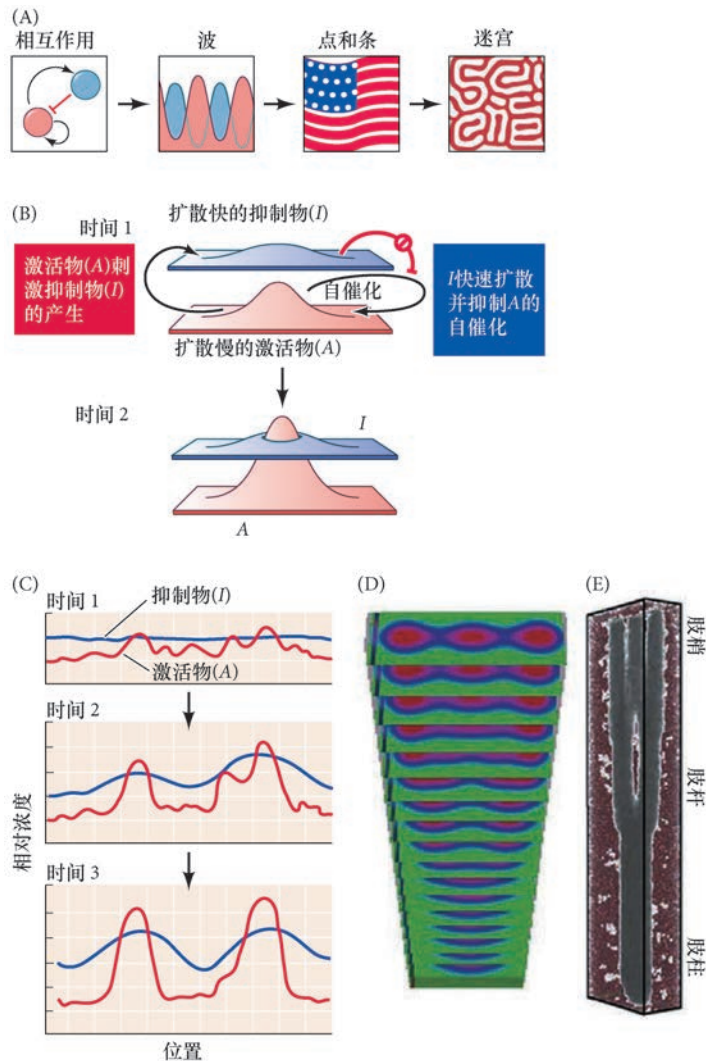 (A)
相互作用
波
点和条
迷宫
(B)
时间 1
扩散快的抑制物(I)
激活物(A)刺
激抑制物(I)
的产生
自催化
I快速扩散
并抑制A的
自催化
扩散慢的激活物(A)
时间 2
I
A
(C)
时间 1
抑制物(I)
激活物(A)
时间 2
时间 3
相对浓度
位置
(D)
(E)
肢梢
肢杆
肢柱